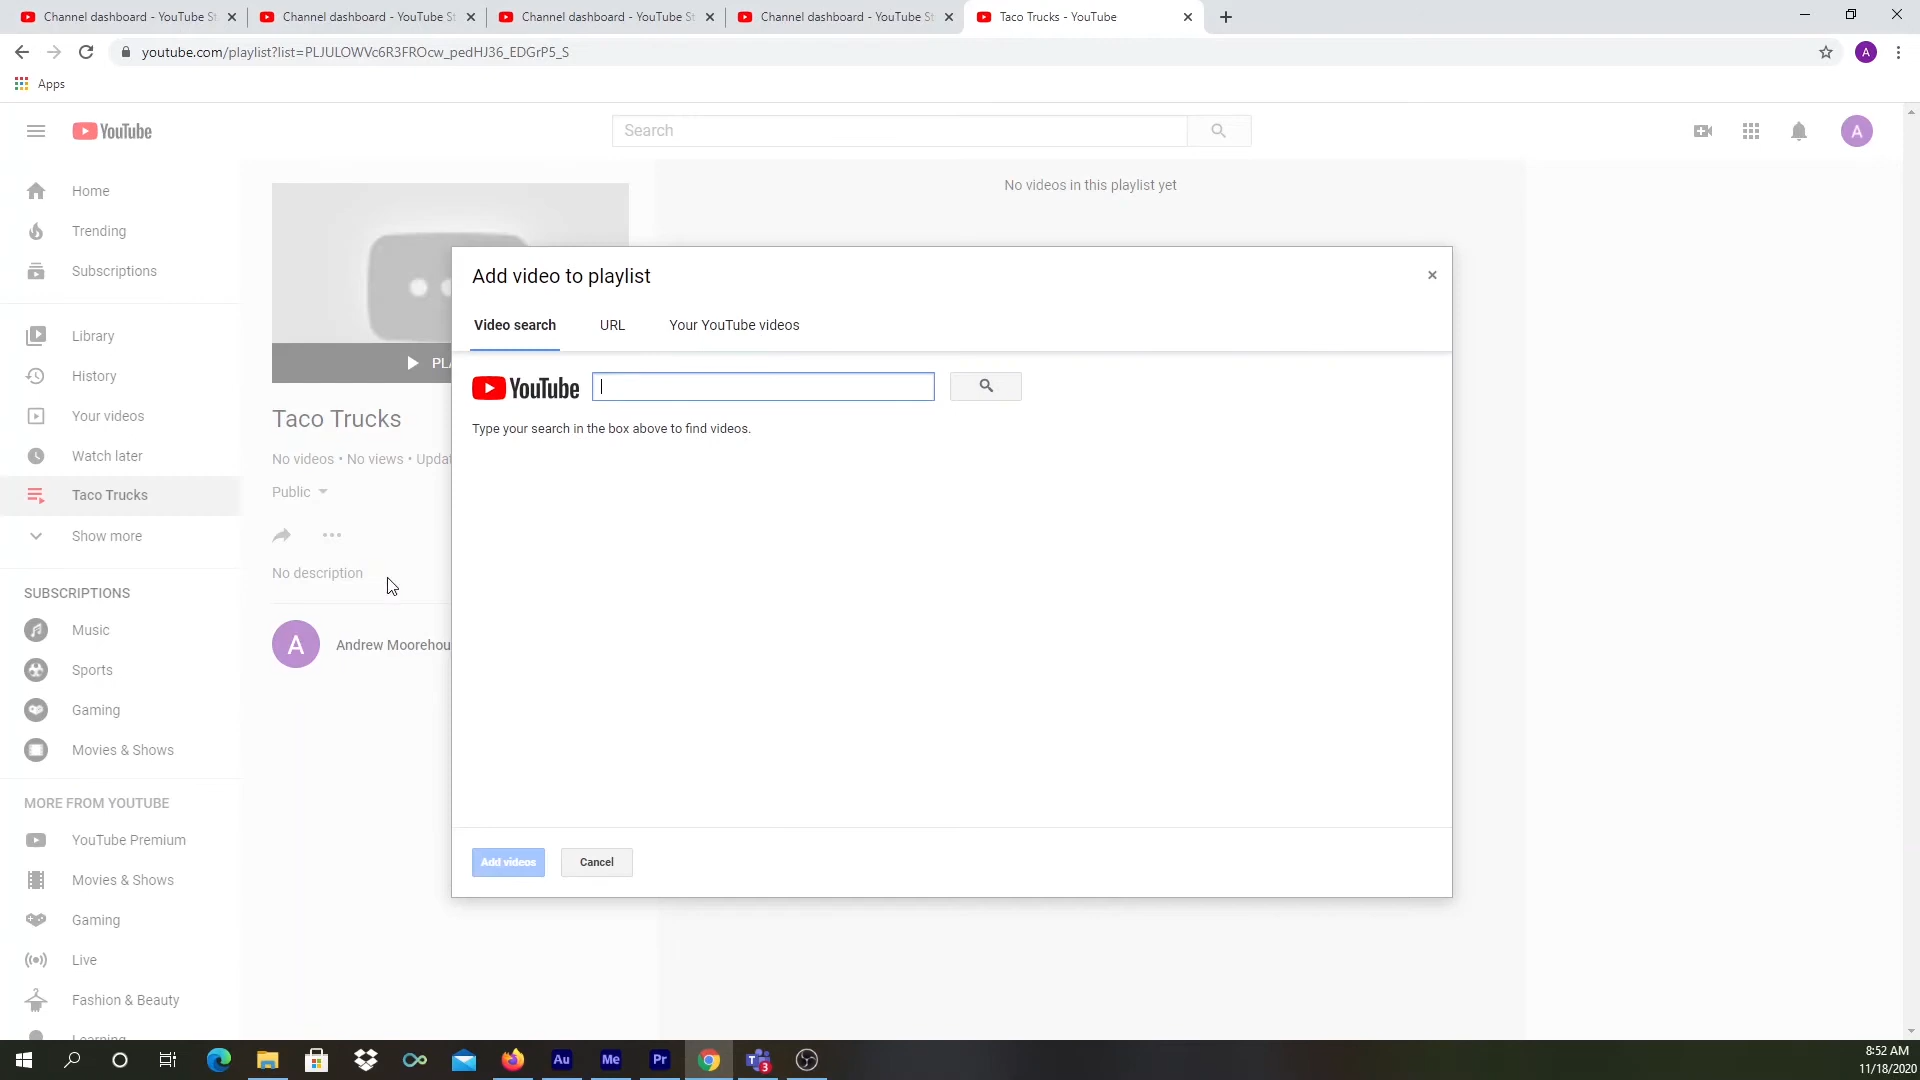 Channel dashboard - YouTube St
Channel dashboard - YouTube St
Channel dashboard - YouTube St
Channel dashboard - YouTube St
Taco Trucks - YouTube
youtube.com/playlist?list=PLJULOWVc6R3FROcw_pedHJ36_EDGrP5_S
A
Apps
YouTube
Search
A
Home
Trending
Subscriptions
Library
History
Your videos
Watch later
Taco Trucks
Show more
SUBSCRIPTIONS
Music
Sports
Gaming
Movies & Shows
MORE FROM YOUTUBE
YouTube Premium
Movies & Shows
Gaming
Live
Fashion & Beauty
Learning
PLA
Taco Trucks
No videos • No views • Updat
Public
No description
A
Andrew Moorehou
No videos in this playlist yet
Add video to playlist
Video search
URL
Your YouTube videos
YouTube
Type your search in the box above to find videos.
Add videos
Cancel
Au
Me
Pr
T
3
8:52 AM
11/18/2020